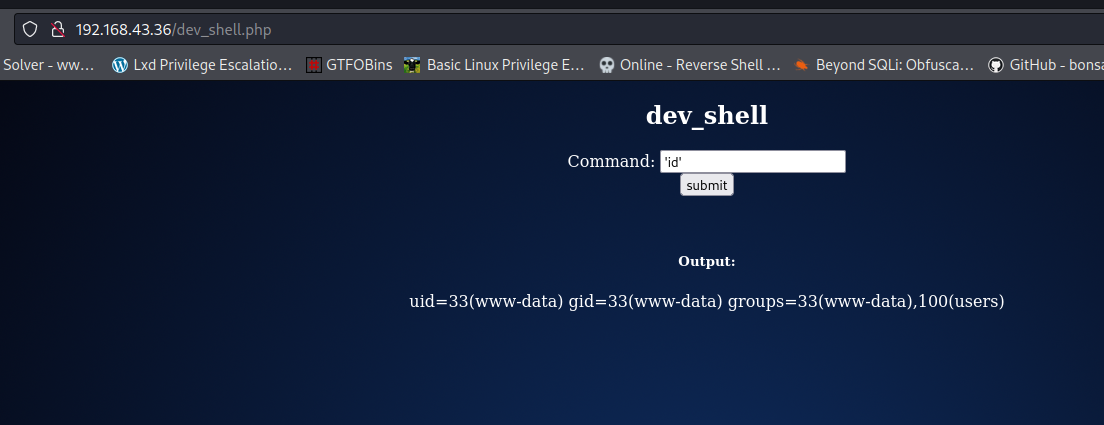 192.168.43.36/dev_shell.php
Solver - ww… Lxd Privilege Escalatio… GTFOBins Basic Linux Privilege E… Online - Reverse Shell … Beyond SQLi: Obfusca… GitHub - bonsa
dev_shell
Command: 'id'
submit
Output:
uid=33(www-data) gid=33(www-data) groups=33(www-data),100(users)